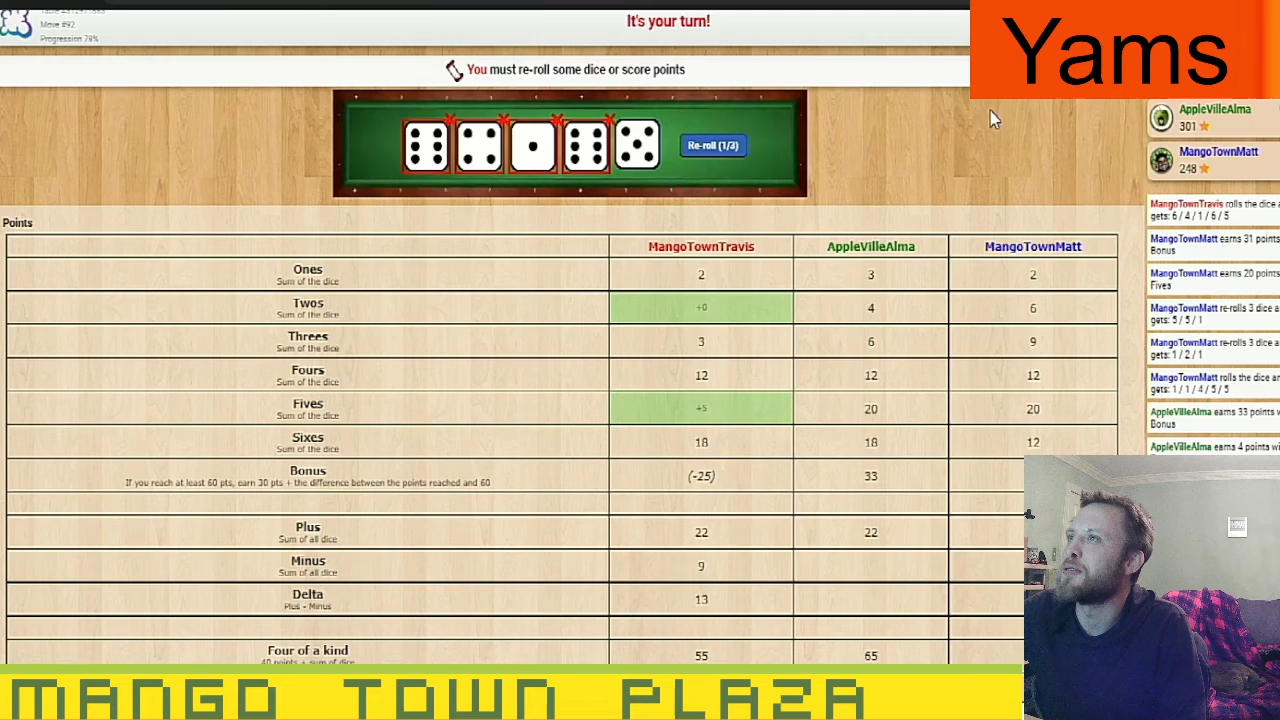 Move #92
Progression 78%
It's your turn!
You must re-roll some dice or score points
Yams
Re-roll (1/3)
AppleVilleAlma
301
MangoTownMatt
248
MangoTownTravis rolls the dice a
gets: 6 / 4 / 1 / 6 / 5
MangoTownMatt earns 31 points
Bonus
MangoTownMatt earns 20 points
Fives
MangoTownMatt re-rolls 3 dice a
gets: 5 / 5 / 1
MangoTownMatt re-rolls 3 dice a
gets: 1 / 2 / 1
MangoTownMatt rolls the dice an
gets: 1 / 1 / 4 / 5 / 5
AppleVilleAlma earns 33 points w
Bonus
AppleVilleAlma earns 4 points wi
Points
MangoTownTravis AppleVilleAlma MangoTownMatt
Ones 2 3 2
Sum of the dice
Twos +0 4 6
Sum of the dice
Threes 3 6 9
Sum of the dice
Fours 12 12 12
Sum of the dice
Fives +5 20 20
Sum of the dice
Sixes 18 18 12
Sum of the dice
Bonus (-25) 33
If you reach at least 60 pts, earn 30 pts + the difference between the points reached and 60
Plus 22 22
Sum of all dice
Minus 9
Sum of all dice
Delta 13
Plus - Minus
Four of a kind 55 65
40 points + sum of dice
MANGO TOWN PLAZA